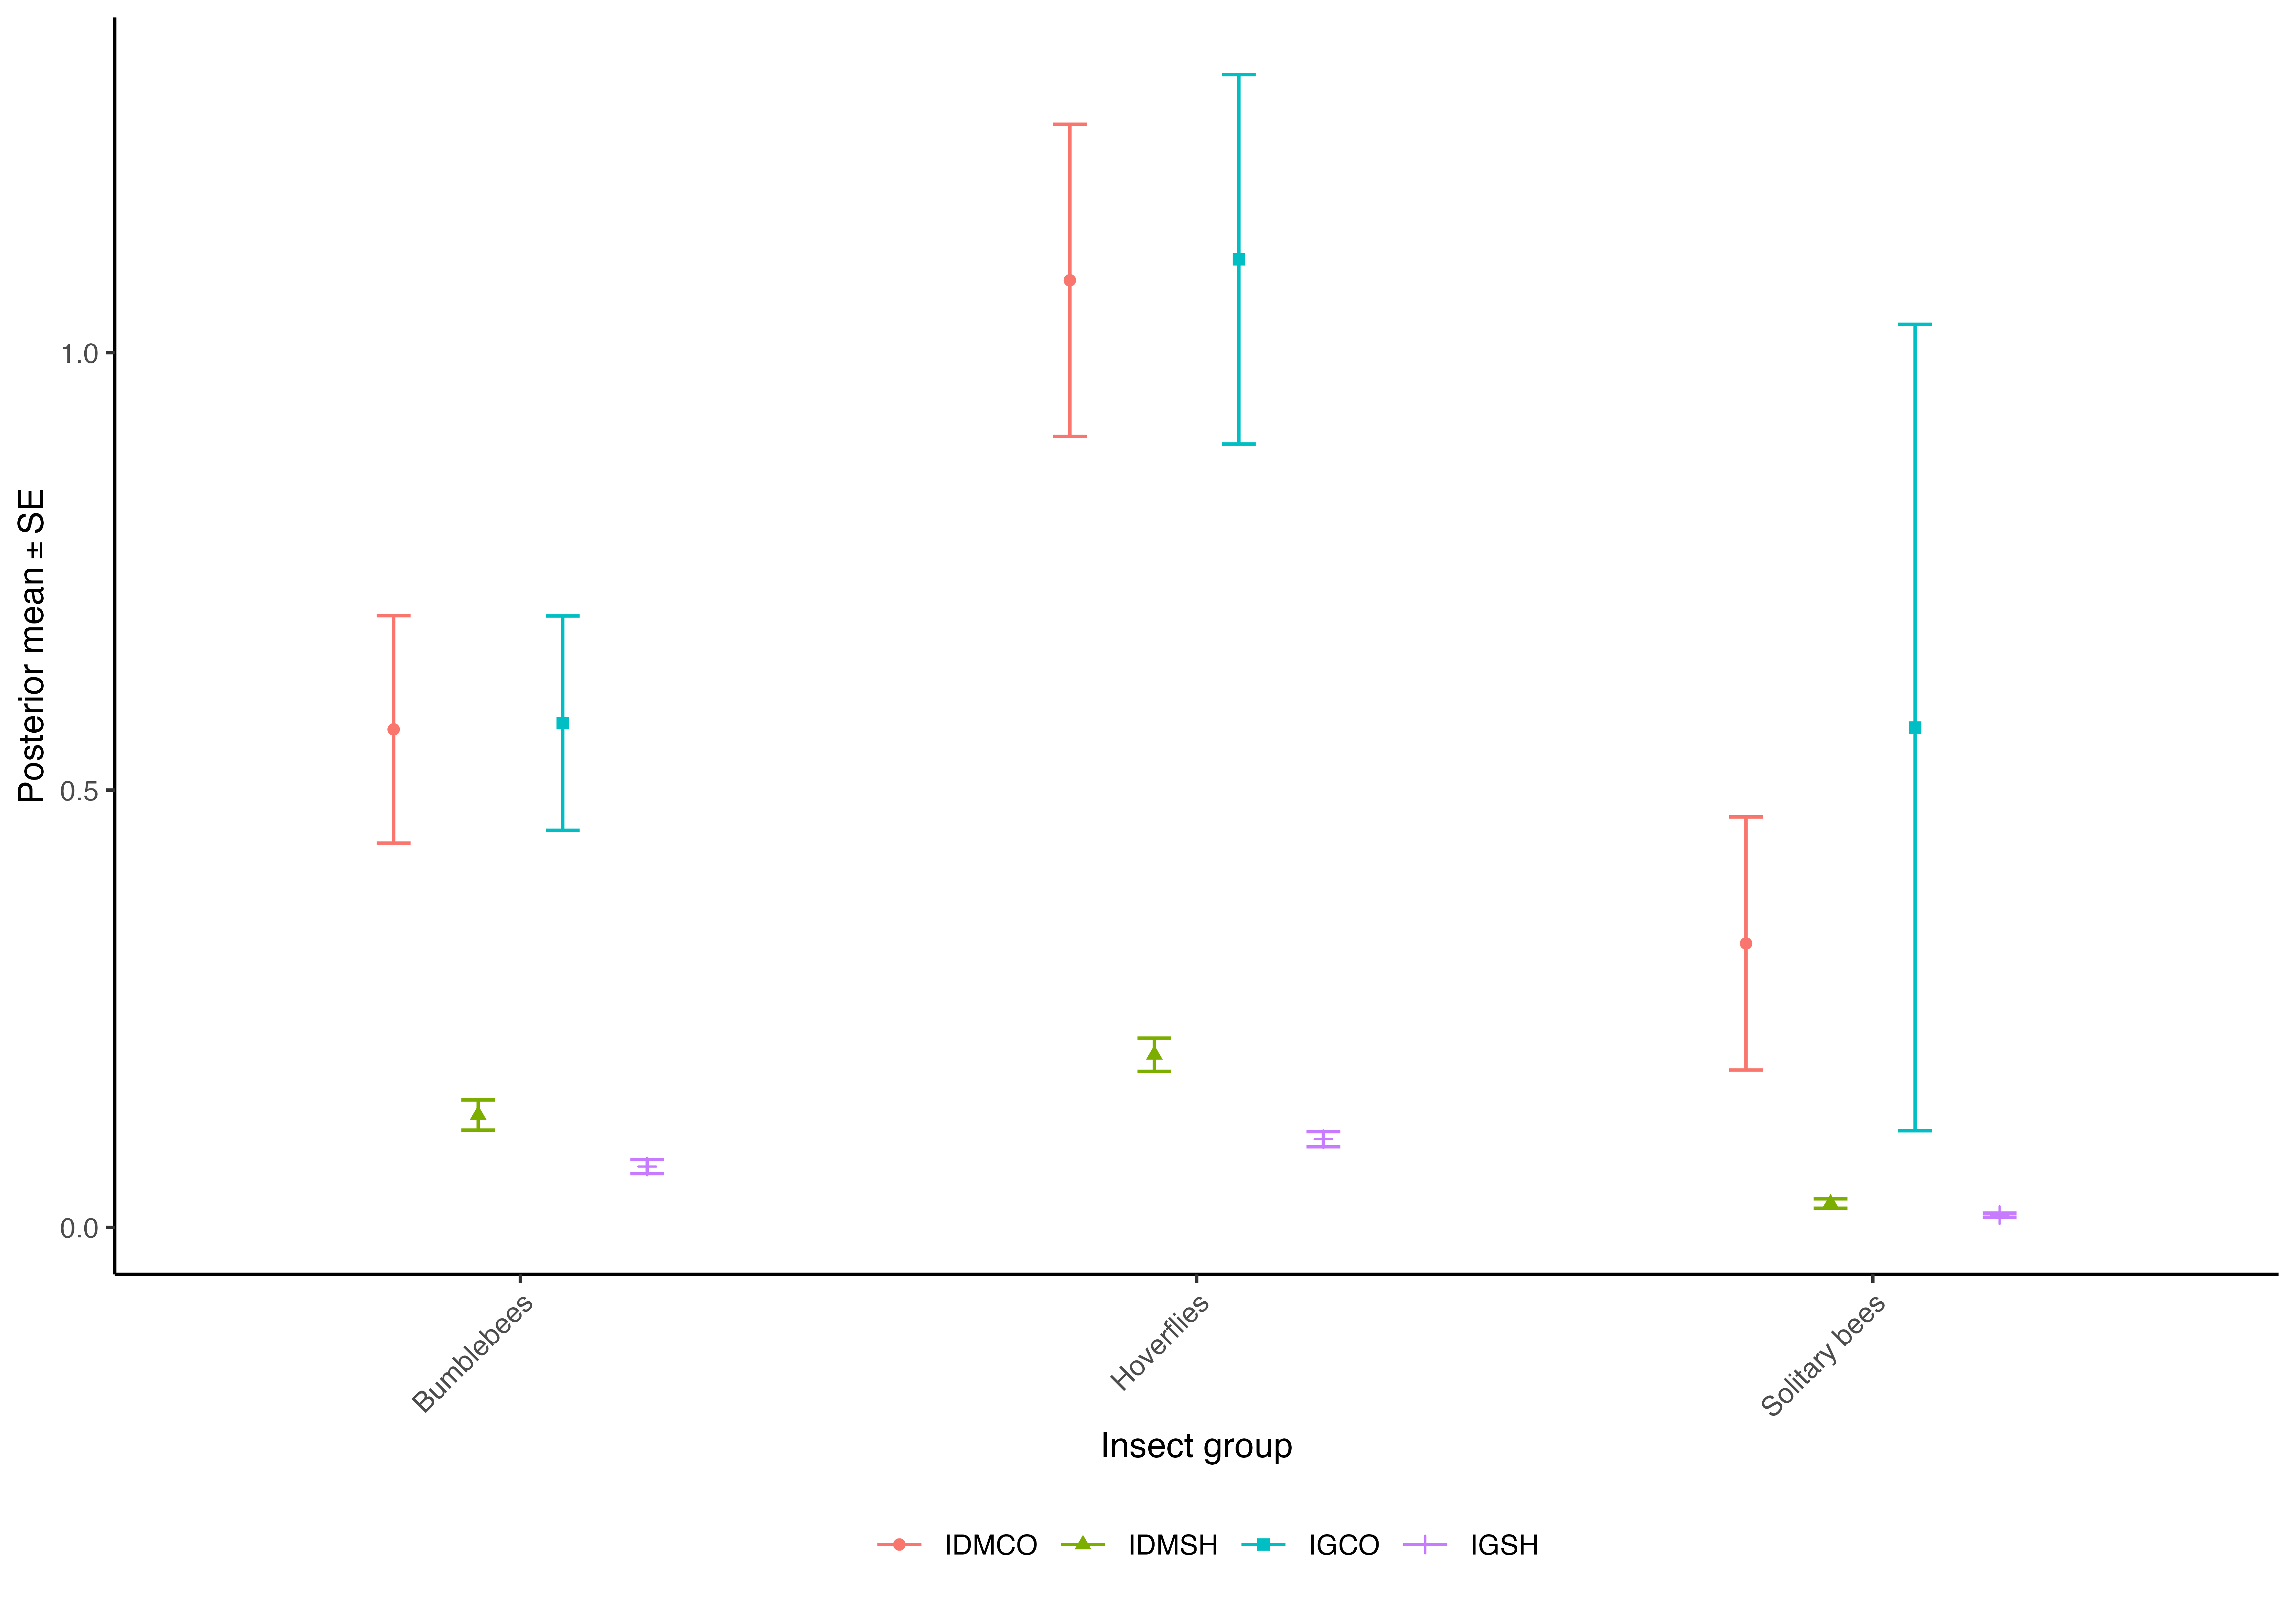 Posterior mean ± SE
1.0
0.5
0.0
Bumblebees
Hoverflies
Solitary bees
Insect group
IDMCO IDMSH IGCO IGSH